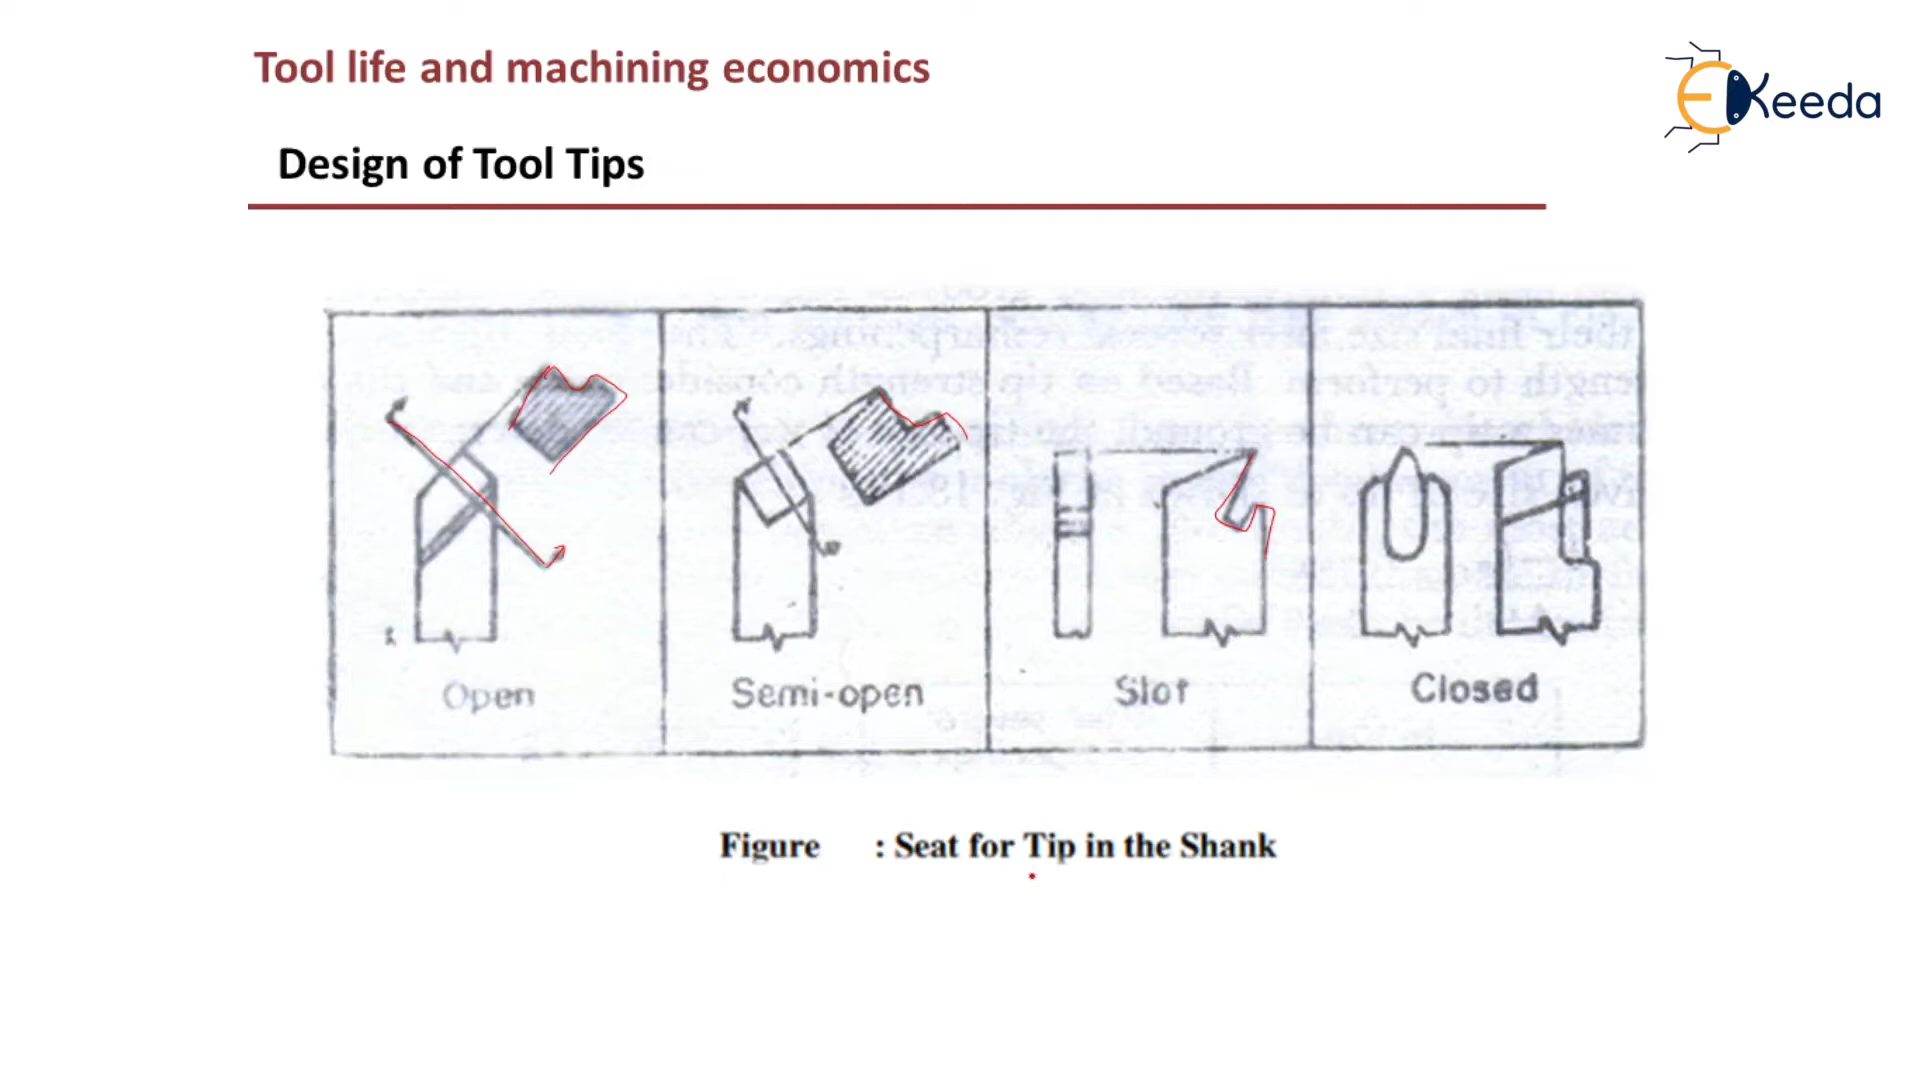 Tool life and machining economics
EKeeda
Design of Tool Tips
Open
Semi-open
Slot
Closed
Figure : Seat for Tip in the Shank